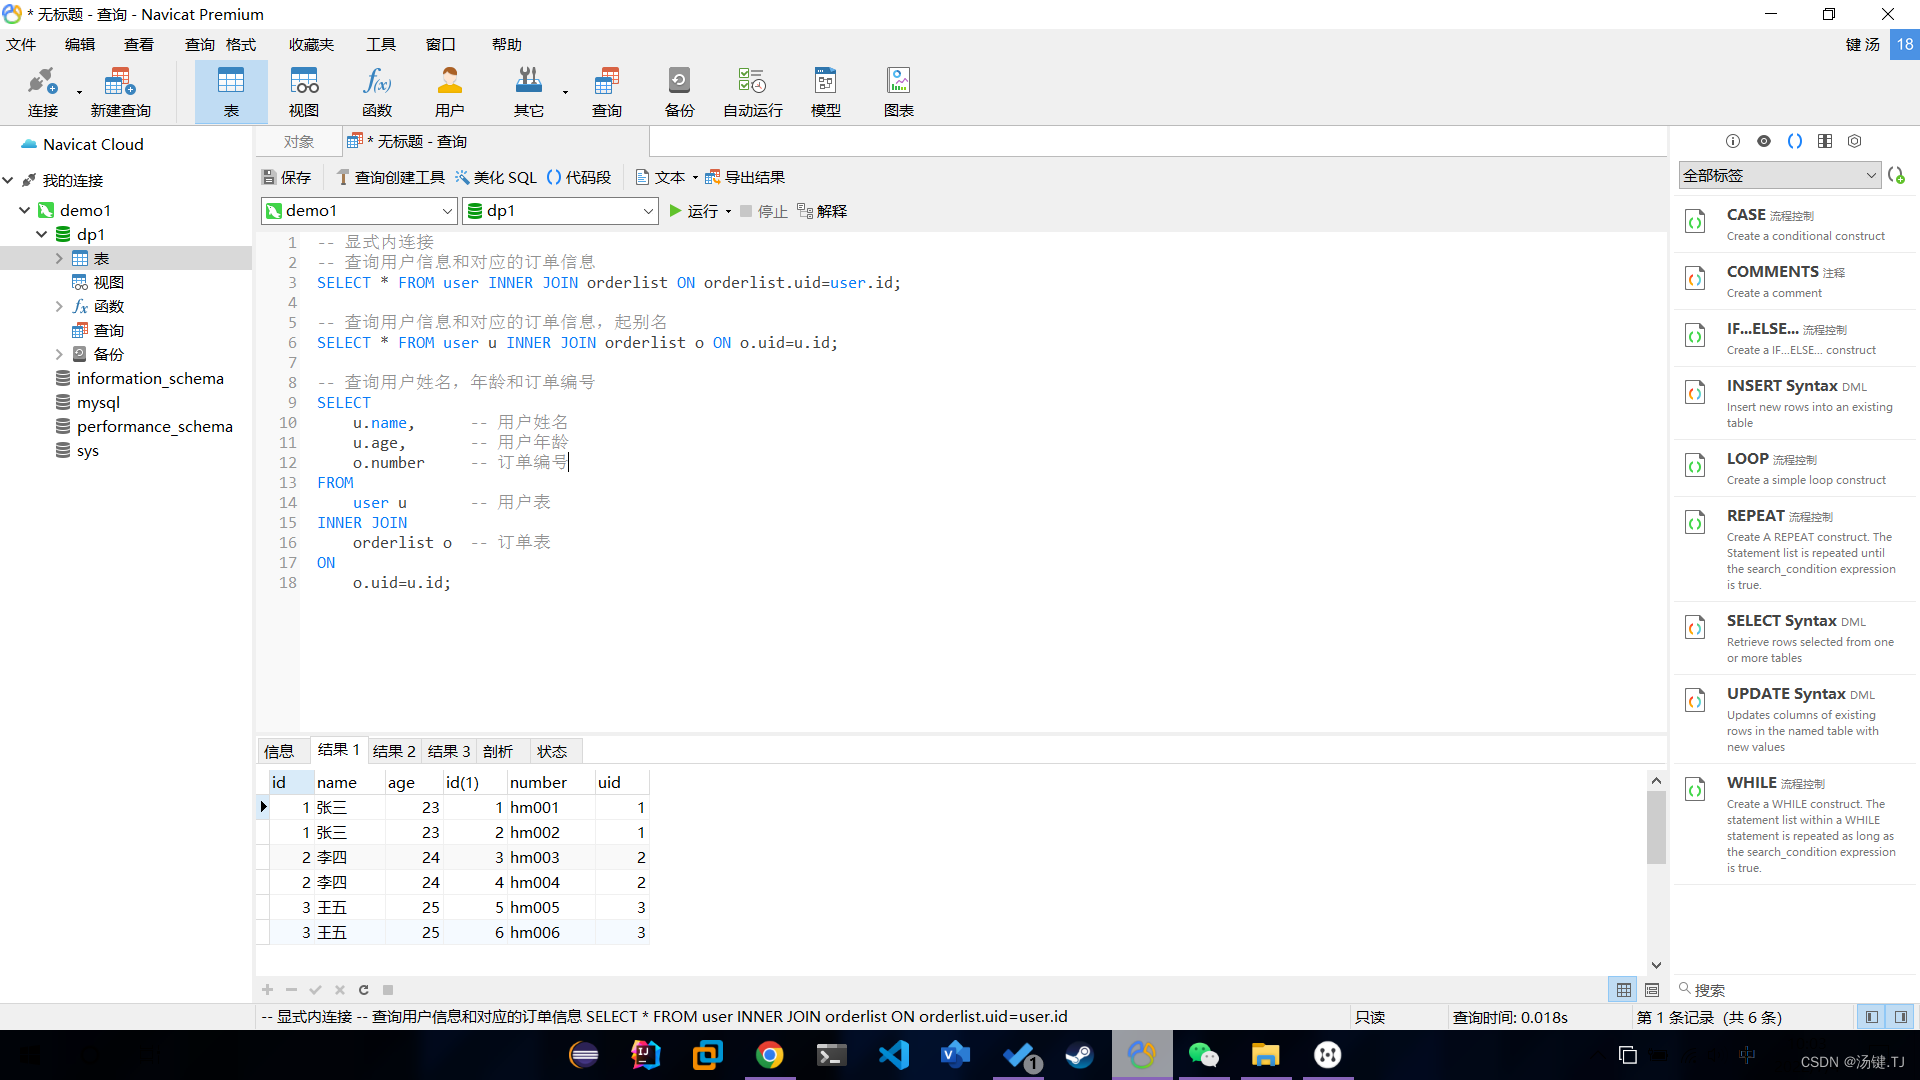 * 无标题 - 查询 - Navicat Premium
文件 编辑 查看 查询 格式 收藏夹 工具 窗口 帮助 键 汤 18
连接 新建查询 表 视图 函数 用户 其它 查询 备份 自动运行 模型 图表
Navicat Cloud
我的连接
demo1
dp1
表
视图
函数
查询
备份
information_schema
mysql
performance_schema
sys
对象 * 无标题 - 查询
保存 查询创建工具 美化 SQL 代码段 文本 导出结果
demo1 dp1 运行 停止 解释
1 -- 显式内连接
2 -- 查询用户信息和对应的订单信息
3 SELECT * FROM user INNER JOIN orderlist ON orderlist.uid=user.id;
4
5 -- 查询用户信息和对应的订单信息，起别名
6 SELECT * FROM user u INNER JOIN orderlist o ON o.uid=u.id;
7
8 -- 查询用户姓名，年龄和订单编号
9 SELECT
10 u.name, -- 用户姓名
11 u.age, -- 用户年龄
12 o.number -- 订单编号
13 FROM
14 user u -- 用户表
15 INNER JOIN
16 orderlist o -- 订单表
17 ON
18 o.uid=u.id;
信息 结果 1 结果 2 结果 3 剖析 状态
id name age id(1) number uid
1 张三 23 1 hm001 1
1 张三 23 2 hm002 1
2 李四 24 3 hm003 2
2 李四 24 4 hm004 2
3 王五 25 5 hm005 3
3 王五 25 6 hm006 3
全部标签
CASE 流程控制
Create a conditional construct
COMMENTS 注释
Create a comment
IF...ELSE... 流程控制
Create a IF...ELSE... construct
INSERT Syntax DML
Insert new rows into an existing
table
LOOP 流程控制
Create a simple loop construct
REPEAT 流程控制
Create A REPEAT construct. The
Statement list is repeated until
the search_condition expression
is true.
SELECT Syntax DML
Retrieve rows selected from one
or more tables
UPDATE Syntax DML
Updates columns of existing
rows in the named table with
new values
WHILE 流程控制
Create a WHILE construct. The
statement list within a WHILE
statement is repeated as long as
the search_condition expression
is true.
搜索
-- 显式内连接 -- 查询用户信息和对应的订单信息 SELECT * FROM user INNER JOIN orderlist ON orderlist.uid=user.id 只读 查询时间: 0.018s 第 1 条记录 (共 6 条)
1
中
CSDN @汤键.TJ